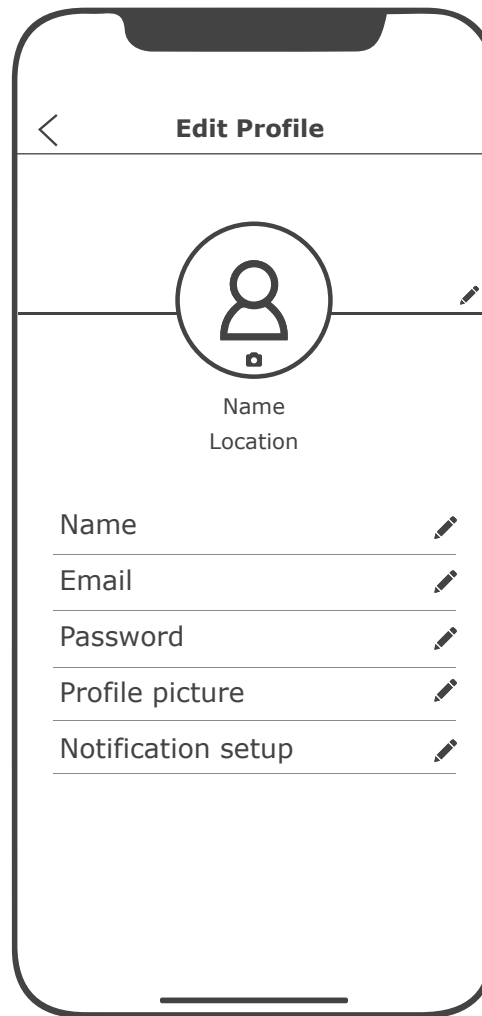 Edit Profile
Name
Location
Name
Email
Password
Profile picture
Notification setup